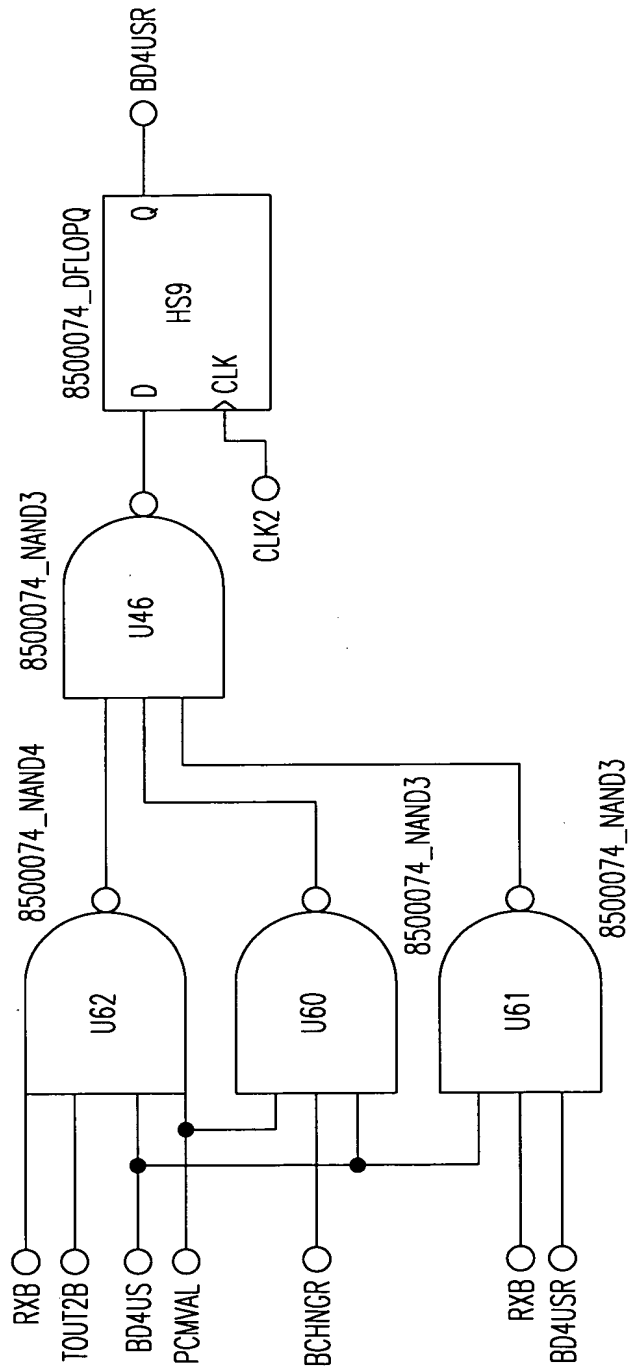 RXB
TOUT2B
BD4US
PCMVAL
BCHNGR
RXB
BD4USR
U62
8500074_NAND4
U60
8500074_NAND3
U61
8500074_NAND3
U46
8500074_NAND3
CLK2
8500074_DFLOPQ
D
Q
HS9
CLK
BD4USR